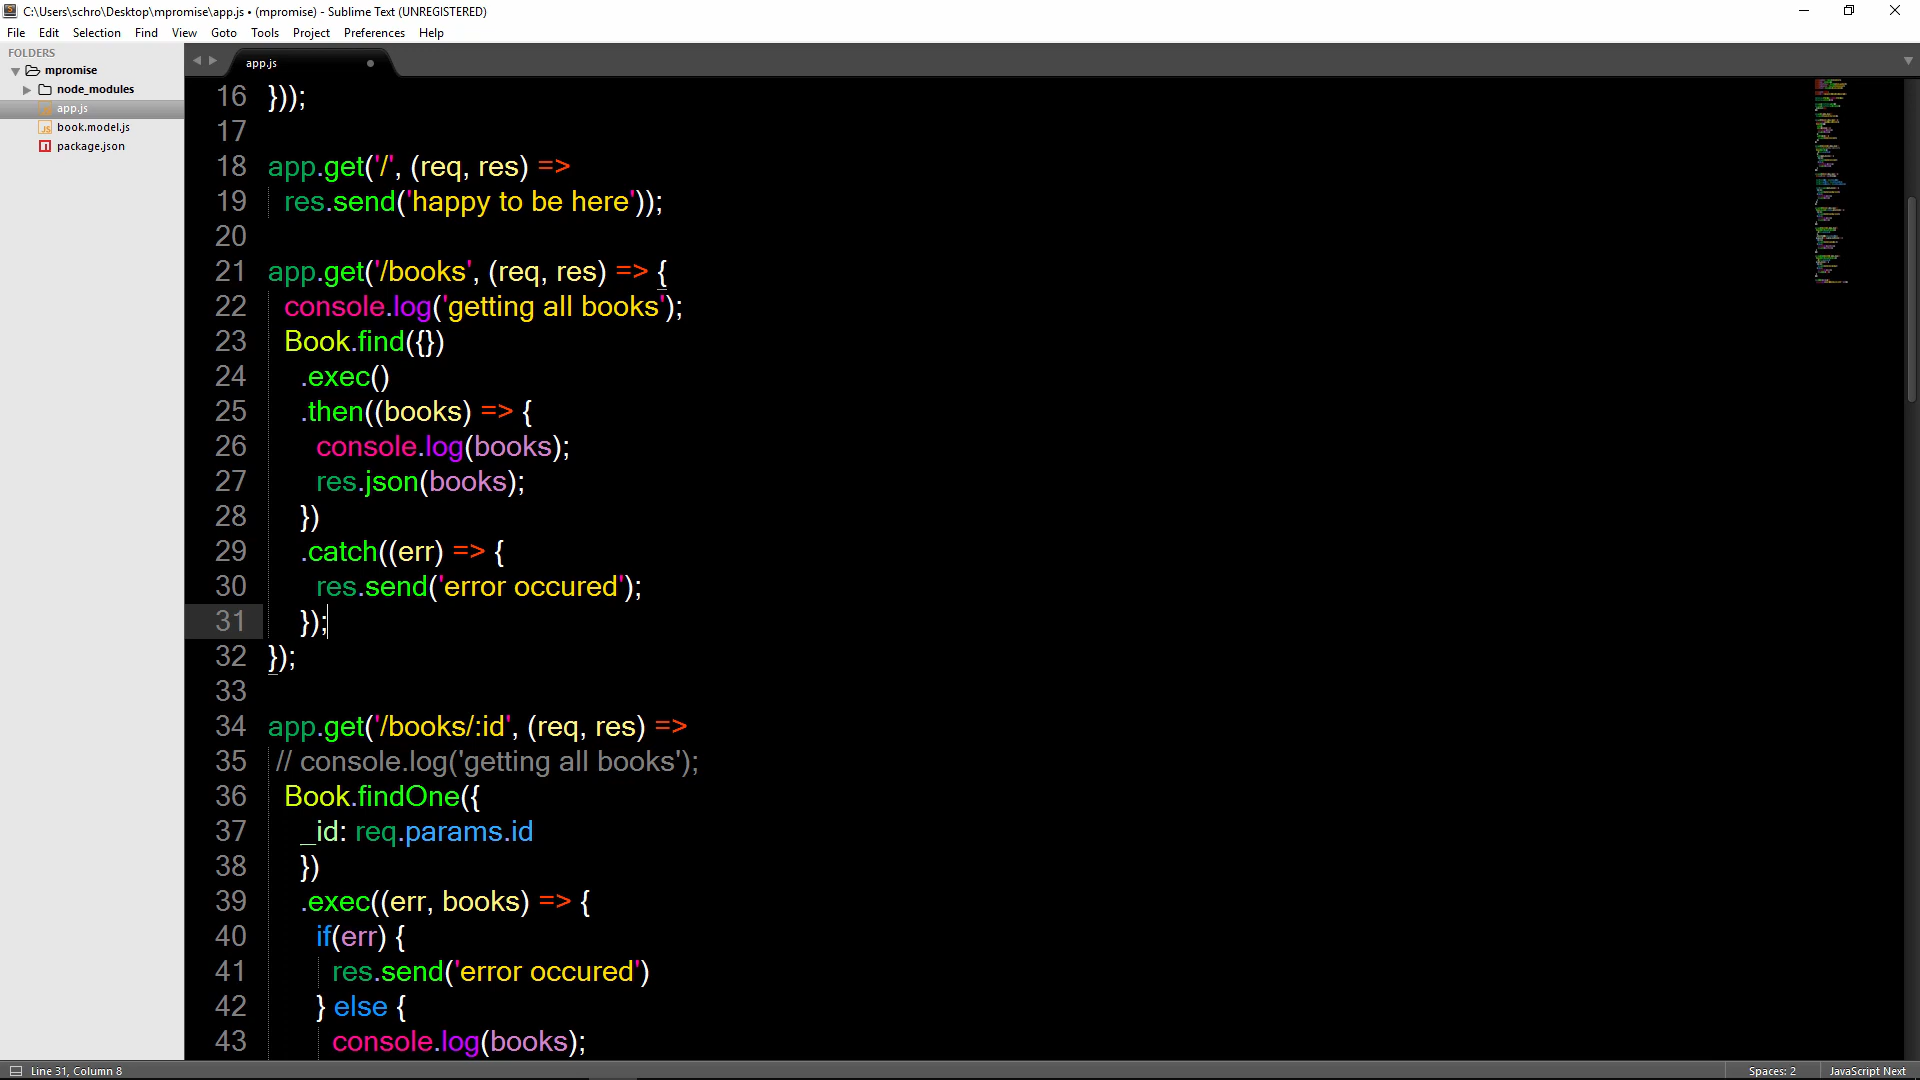 C:\Users\schro\Desktop\mpromise\app.js • (mpromise) - Sublime Text (UNREGISTERED)
File Edit Selection Find View Goto Tools Project Preferences Help
FOLDERS
mpromise
node_modules
app.js
book.model.js
package.json
app.js
16 }));
17
18 app.get('/', (req, res) =>
19 res.send('happy to be here'));
20
21 app.get('/books', (req, res) => {
22 console.log('getting all books');
23 Book.find({})
24 .exec()
25 .then((books) => {
26 console.log(books);
27 res.json(books);
28 })
29 .catch((err) => {
30 res.send('error occured');
31 });
32 });
33
34 app.get('/books/:id', (req, res) =>
35 // console.log('getting all books');
36 Book.findOne({
37 _id: req.params.id
38 })
39 .exec((err, books) => {
40 if(err) {
41 res.send('error occured')
42 } else {
43 console.log(books);
Line 31, Column 8
Spaces: 2
JavaScript Next